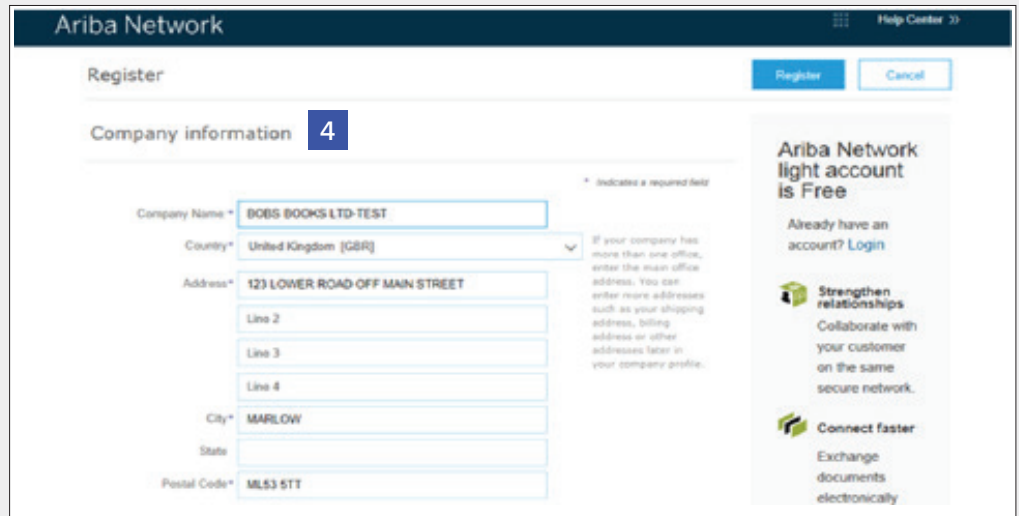 Ariba Network
Help Center »
Register
Register
Cancel
Company information 4
* Indicates a required field
Company Name * BOBS BOOKS LTD-TEST
Country* United Kingdom [GBR]
Address* 123 LOWER ROAD OFF MAIN STREET
Line 2
Line 3
Line 4
City* MARLOW
State
Postal Code* ML53 5TT
If your company has
more than one office,
enter the main office
address. You can
enter more addresses
such as your shipping
address, billing
address or other
addresses later in
your company profile.
Ariba Network
light account
is Free
Already have an
account? Login
Strengthen
relationships
Collaborate with
your customer
on the same
secure network.
Connect faster
Exchange
documents
electronically